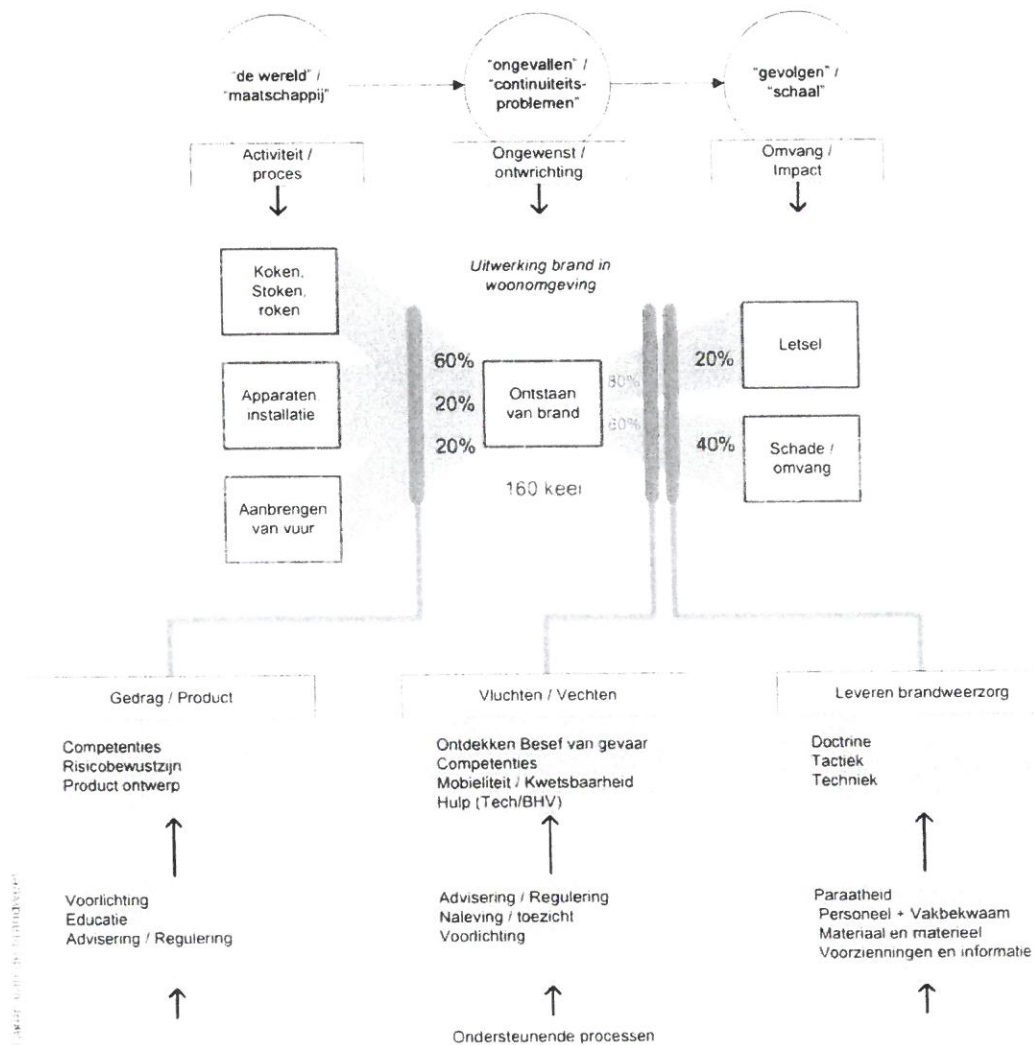 "de wereld" /
"maatschappij"
"ongevallen" /
"continuiteits-
problemen"
"gevolgen" /
"schaal"
Activiteit /
proces
Ongewenst /
ontwrichting
Omvang /
Impact
Uitwerking brand in
woonomgeving
Koken,
Stoken,
roken
Apparaten
installatie
Aanbrengen
van vuur
60%
20%
20%
Ontstaan
van brand
160 keer
80%
60%
20%
40%
Letsel
Schade /
omvang
Gedrag / Product
Competenties
Risicobewustzijn
Product ontwerp
Voorlichting
Educatie
Advisering / Regulering
Vluchten / Vechten
Ontdekken Besef van gevaar
Competenties
Mobieliteit / Kwetsbaarheid
Hulp (Tech/BHV)
Advisering / Regulering
Naleving / toezicht
Voorlichting
Leveren brandweerzorg
Doctrine
Tactiek
Techniek
Paraatheid
Personeel + Vakbekwaam
Materiaal en materieel
Voorzienningen en informatie
Ondersteunende processen